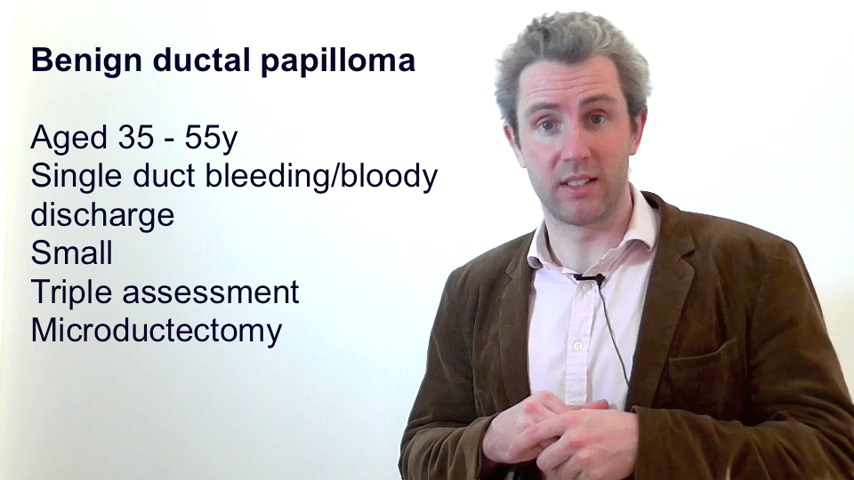 Benign ductal papilloma
Aged 35 - 55y
Single duct bleeding/bloody
discharge
Small
Triple assessment
Microductectomy